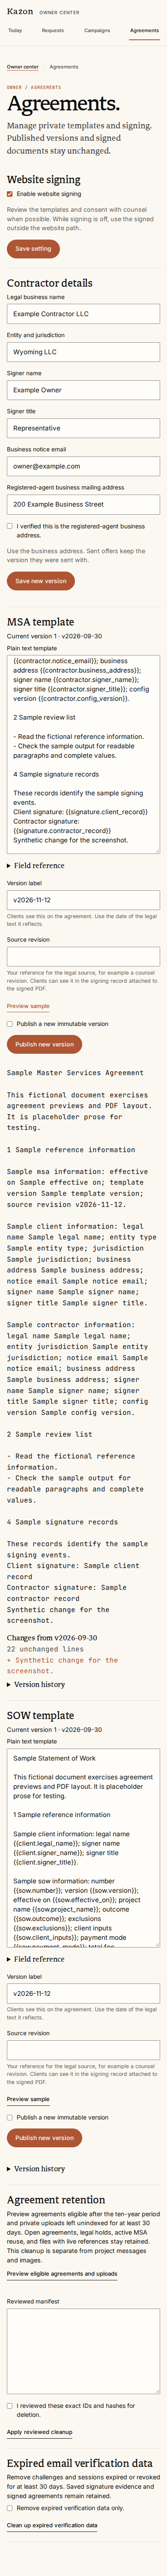 Kazon OWNER CENTER
Today Requests Campaigns Agreements
Owner center Agreements
OWNER / AGREEMENTS
Agreements.
Manage private templates and signing.
Published versions and signed
documents stay unchanged.
Website signing
Enable website signing
Review the templates and consent with counsel
when possible. While signing is off, use the signed
outside the website path.
Save setting
Contractor details
Legal business name
Example Contractor LLC
Entity and jurisdiction
Wyoming LLC
Signer name
Example Owner
Signer title
Representative
Business notice email
owner@example.com
Registered-agent business mailing address
200 Example Business Street
I verified this is the registered-agent business
address.
Use the business address. Sent offers keep the
version they were sent with.
Save new version
MSA template
Current version 1 · v2026-09-30
Plain text template
{{contractor.notice_email}}; business
address {{contractor.business_address}};
signer name {{contractor.signer_name}};
signer title {{contractor.signer_title}}; config
version {{contractor.config_version}}.
2 Sample review list
- Read the fictional reference information.
- Check the sample output for readable
paragraphs and complete values.
4 Sample signature records
These records identify the sample signing
events.
Client signature: {{signature.client_record}}
Contractor signature:
{{signature.contractor_record}}
Synthetic change for the screenshot.
Field reference
Version label
v2026-11-12
Clients see this on the agreement. Use the date of the legal
text it reflects.
Source revision
Your reference for the legal source, for example a counsel
revision. Clients can see it in the signing record attached to
the signed PDF.
Preview sample
Publish a new immutable version
Publish new version
Sample Master Services Agreement
This fictional document exercises
agreement previews and PDF layout.
It is placeholder prose for
testing.
1 Sample reference information
Sample msa information: effective
on Sample effective on; template
version Sample template version;
source revision v2026-11-12.
Sample client information: legal
name Sample legal name; entity type
Sample entity type; jurisdiction
Sample jurisdiction; business
address Sample business address;
notice email Sample notice email;
signer name Sample signer name;
signer title Sample signer title.
Sample contractor information:
legal name Sample legal name;
entity jurisdiction Sample entity
jurisdiction; notice email Sample
notice email; business address
Sample business address; signer
name Sample signer name; signer
title Sample signer title; config
version Sample config version.
2 Sample review list
- Read the fictional reference
information.
- Check the sample output for
readable paragraphs and complete
values.
4 Sample signature records
These records identify the sample
signing events.
Client signature: Sample client
record
Contractor signature: Sample
contractor record
Synthetic change for the
screenshot.
Changes from v2026-09-30
22 unchanged lines
+ Synthetic change for the
screenshot.
Version history
SOW template
Current version 1 · v2026-09-30
Plain text template
Sample Statement of Work
This fictional document exercises agreement
previews and PDF layout. It is placeholder
prose for testing.
1 Sample reference information
Sample client information: legal name
{{client.legal_name}}; signer name
{{client.signer_name}}; signer title
{{client.signer_title}}.
Sample sow information: number
{{sow.number}}; version {{sow.version}};
effective on {{sow.effective_on}}; project
name {{sow.project_name}}; outcome
{{sow.outcome}}; exclusions
{{sow.exclusions}}; client inputs
{{sow.client_inputs}}; payment mode
{{sow.payment_mode}}; total fee
Field reference
Version label
v2026-11-12
Clients see this on the agreement. Use the date of the legal
text it reflects.
Source revision
Your reference for the legal source, for example a counsel
revision. Clients can see it in the signing record attached to
the signed PDF.
Preview sample
Publish a new immutable version
Publish new version
Version history
Agreement retention
Preview agreements eligible after the ten-year period
and private uploads left unindexed for at least 30
days. Open agreements, legal holds, active MSA
reuse, and files with live references stay retained.
This cleanup is separate from project messages
and images.
Preview eligible agreements and uploads
Reviewed manifest
I reviewed these exact IDs and hashes for
deletion.
Apply reviewed cleanup
Expired email verification data
Remove challenges and sessions expired or revoked
for at least 30 days. Saved signature evidence and
signed agreements remain retained.
Remove expired verification data only.
Clean up expired verification data